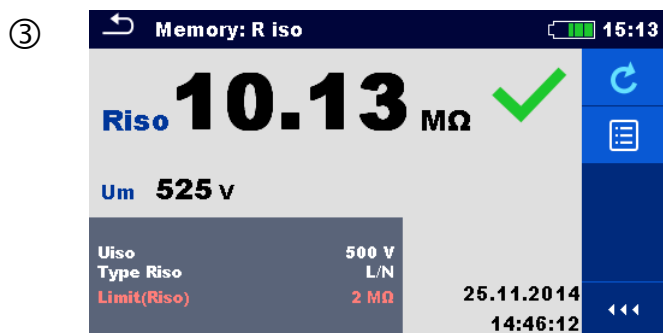 ③
Memory: R iso 15:13
Riso 10.13 MΩ
Um 525 V
Uiso 500 V
Type Riso L/N
Limit(Riso) 2 MΩ
25.11.2014
14:46:12